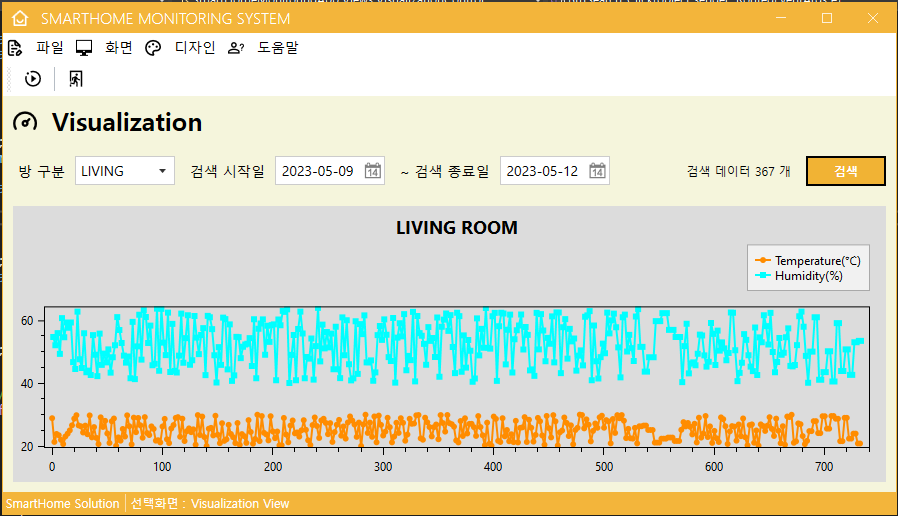 SMARTHOME MONITORING SYSTEM
파일 화면 디자인 도움말
Visualization
방 구분 LIVING 검색 시작일 2023-05-09 14 ~ 검색 종료일 2023-05-12 14 검색 데이터 367 개 검색
LIVING ROOM
Temperature(°C)
Humidity(%)
60
40
20
0 100 200 300 400 500 600 700
SmartHome Solution 선택화면 : Visualization View